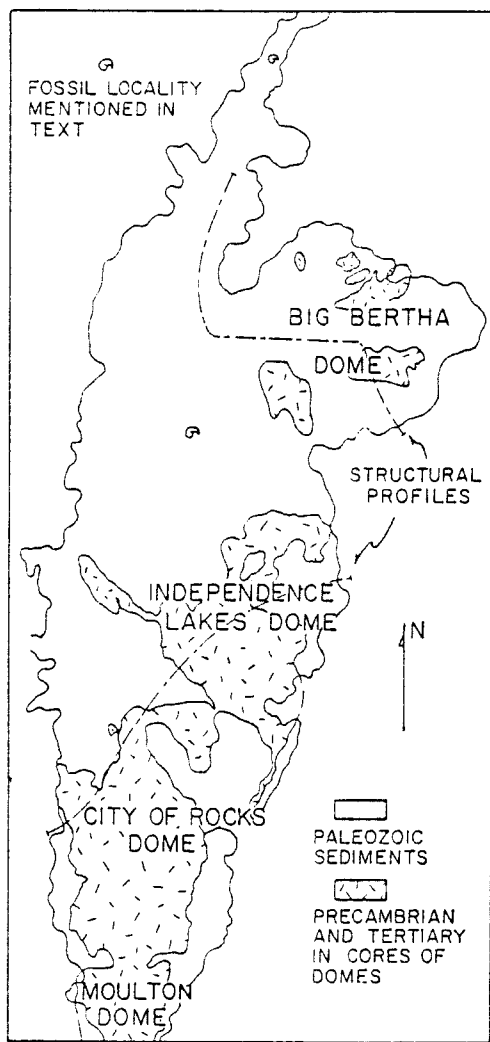 FOSSIL LOCALITY
MENTIONED IN
TEXT
BIG BERTHA
DOME
STRUCTURAL
PROFILES
INDEPENDENCE
LAKES DOME
N
CITY OF ROCKS
DOME
PALEOZOIC
SEDIMENTS
PRECAMBRIAN
AND TERTIARY
IN CORES OF
DOMES
MOULTON
DOME